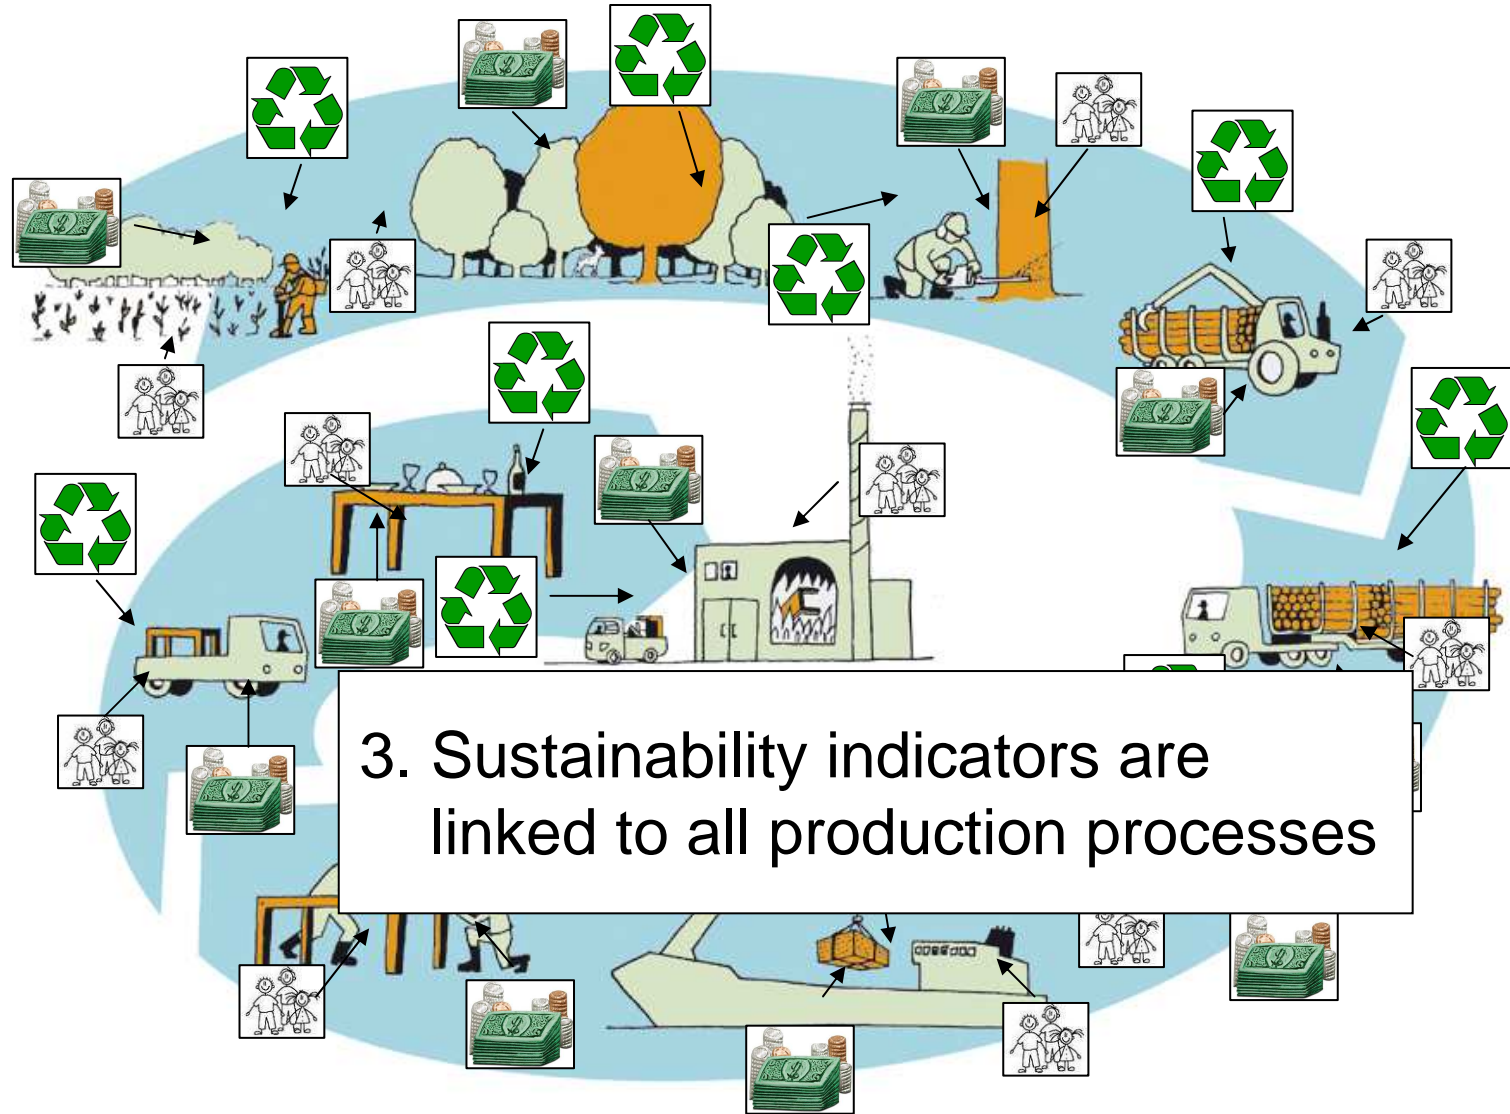 3. Sustainability indicators are
linked to all production processes